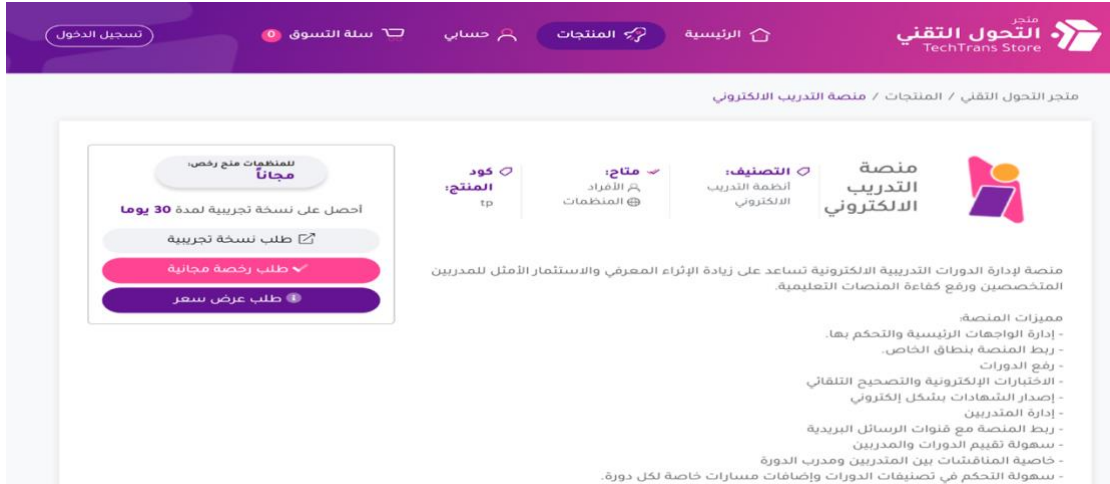 متجر
التحول التقني
TechTrans Store
الرئيسية
المنتجات
حسابي
سلة التسوق 0
تسجيل الدخول
متجر التحول التقني / المنتجات / منصة التدريب الالكتروني
منصة
التدريب
الالكتروني
التصنيف:
أنظمة التدريب
الالكتروني
متاح:
الأفراد
المنظمات
كود
المنتج:
tp
للمنظمات منح رخص:
مجاناً
احصل على نسخة تجريبية لمدة 30 يوما
طلب نسخة تجريبية
طلب رخصة مجانية
طلب عرض سعر
منصة لإدارة الدورات التدريبية الالكترونية تساعد على زيادة الإثراء المعرفي والاستثمار الأمثل للمدربين
المتخصصين ورفع كفاءة المنصات التعليمية.
مميزات المنصة:
- إدارة الواجهات الرئيسية والتحكم بها.
- ربط المنصة بنطاق الخاص.
- رفع الدورات
- الاختبارات الإلكترونية والتصحيح التلقائي
- إصدار الشهادات بشكل إلكتروني
- إدارة المتدربين
- ربط المنصة مع قنوات الرسائل البريدية
- سهولة تقييم الدورات والمدربين
- خاصية المناقشات بين المتدربين ومدرب الدورة
- سهولة التحكم في تصنيفات الدورات وإضافات مسارات خاصة لكل دورة.